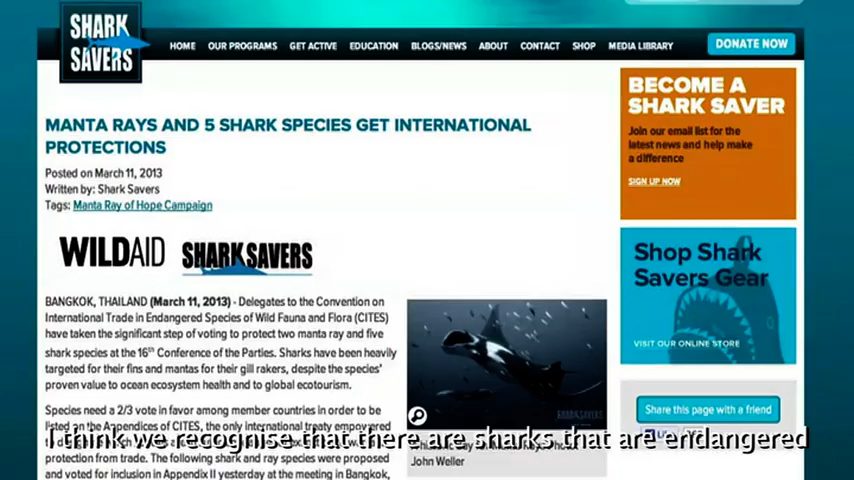 SHARK
SAVERS
HOME OUR PROGRAMS GET ACTIVE EDUCATION BLOGS/NEWS ABOUT CONTACT SHOP MEDIA LIBRARY
DONATE NOW
MANTA RAYS AND 5 SHARK SPECIES GET INTERNATIONAL
PROTECTIONS
Posted on March 11, 2013
Written by: Shark Savers
Tags: Manta Ray of Hope Campaign
WILDAID SHARKSAVERS
BANGKOK, THAILAND (March 11, 2013) - Delegates to the Convention on
International Trade in Endangered Species of Wild Fauna and Flora (CITES)
have taken the significant step of voting to protect two manta ray and five
shark species at the 16th Conference of the Parties. Sharks have been heavily
targeted for their fins and mantas for their gill rakers, despite the species'
proven value to ocean ecosystem health and to global ecotourism.
Species need a 2/3 vote in favor among member countries in order to be
listed on the Appendices of CITES, the only international treaty empowered
protection from trade. The following shark and ray species were proposed
and voted for inclusion in Appendix II yesterday at the meeting in Bangkok,
John Weller
BECOME A
SHARK SAVER
Join our email list for the
latest news and help make
a difference
SIGN UP NOW
Shop Shark
Savers Gear
VISIT OUR ONLINE STORE
Share this page with a friend
I think we recognise that there are sharks that are endangered